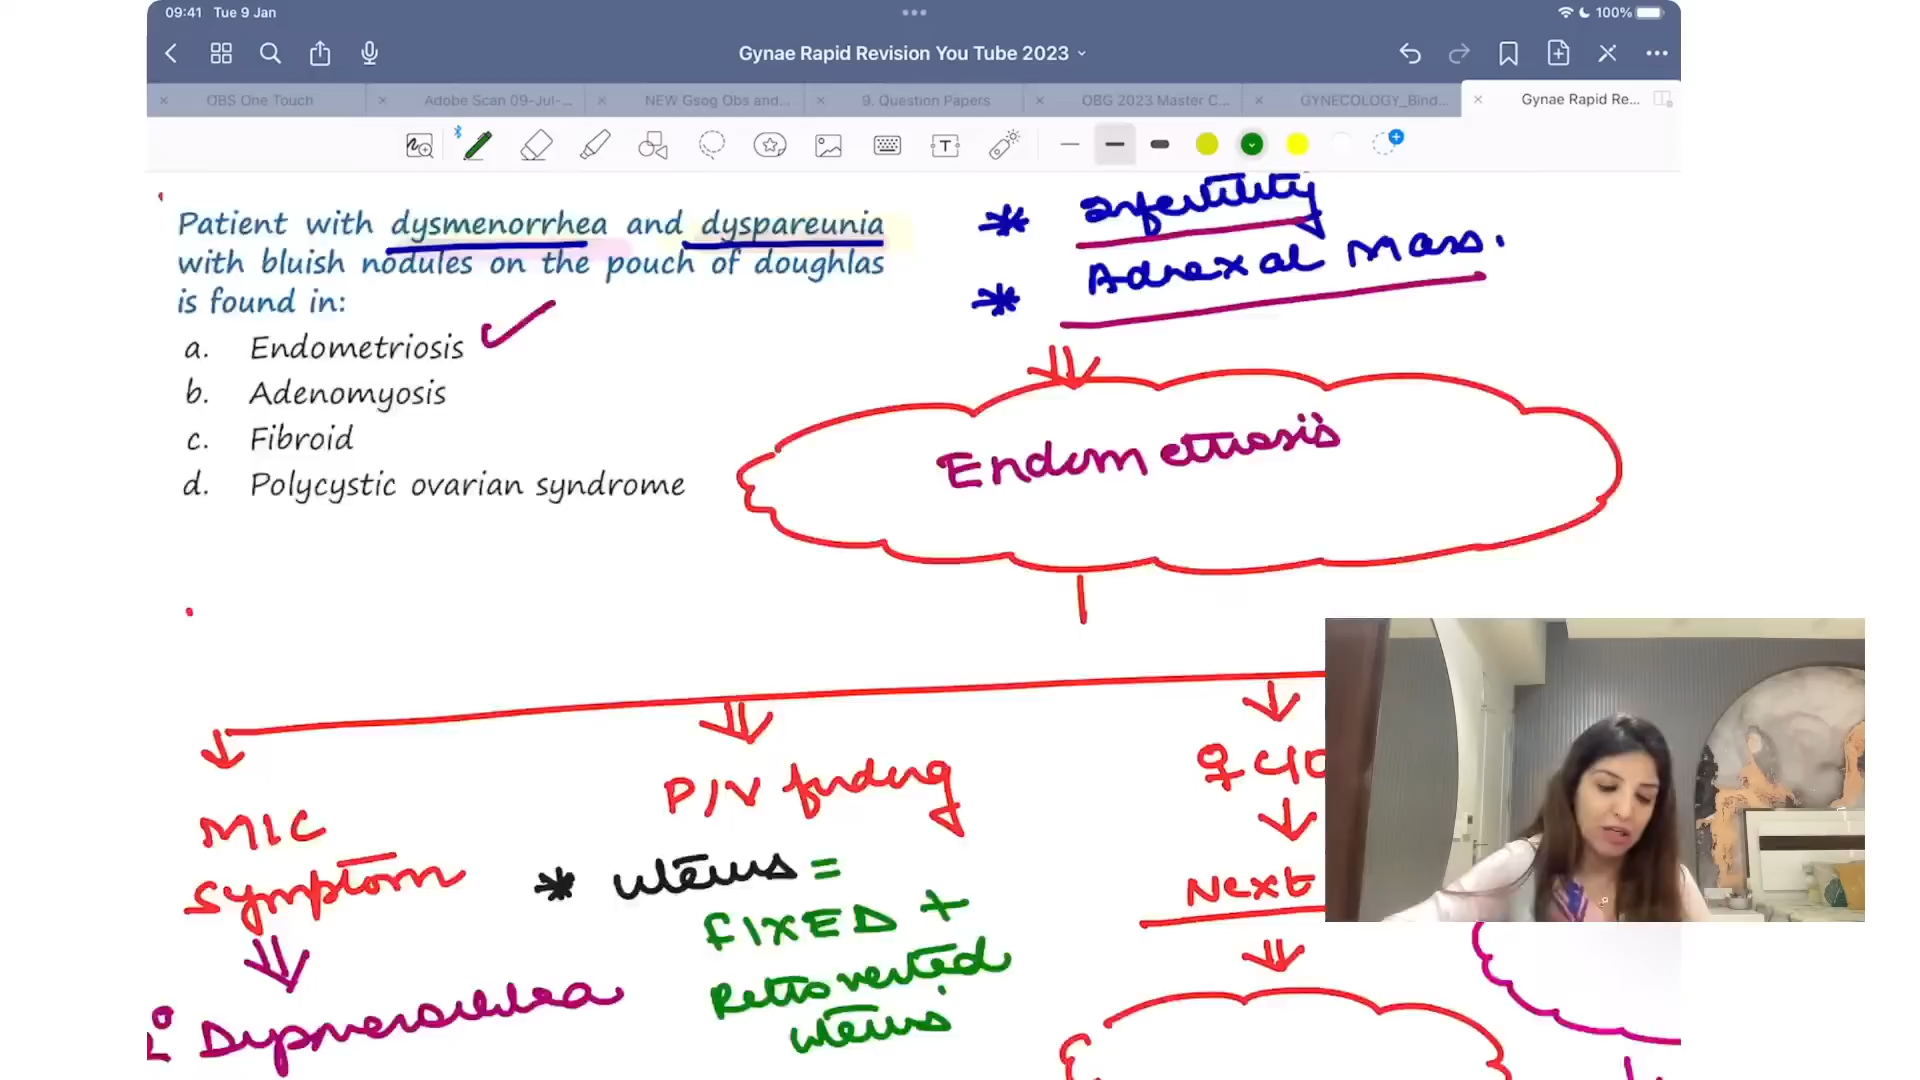 09:41 Tue 9 Jan
100%
Gynae Rapid Revision You Tube 2023
OBS One Touch
Adobe Scan 09-Jul-...
NEW Gsog Obs and...
9. Question Papers
OBG 2023 Master C...
GYNECOLOGY_Bind...
Gynae Rapid Re...
Patient with dysmenorrhea and dyspareunia
with bluish nodules on the pouch of doughlas
is found in:
a. Endometriosis
b. Adenomyosis
c. Fibroid
d. Polycystic ovarian syndrome
* Infertility
* Adnexal Mass.
Endometriosis
MIC
Symptom
2° Dysmenorrhea
P/V finding
* uterus =
FIXED +
Retroverted
uterus
♀ C/O
Next